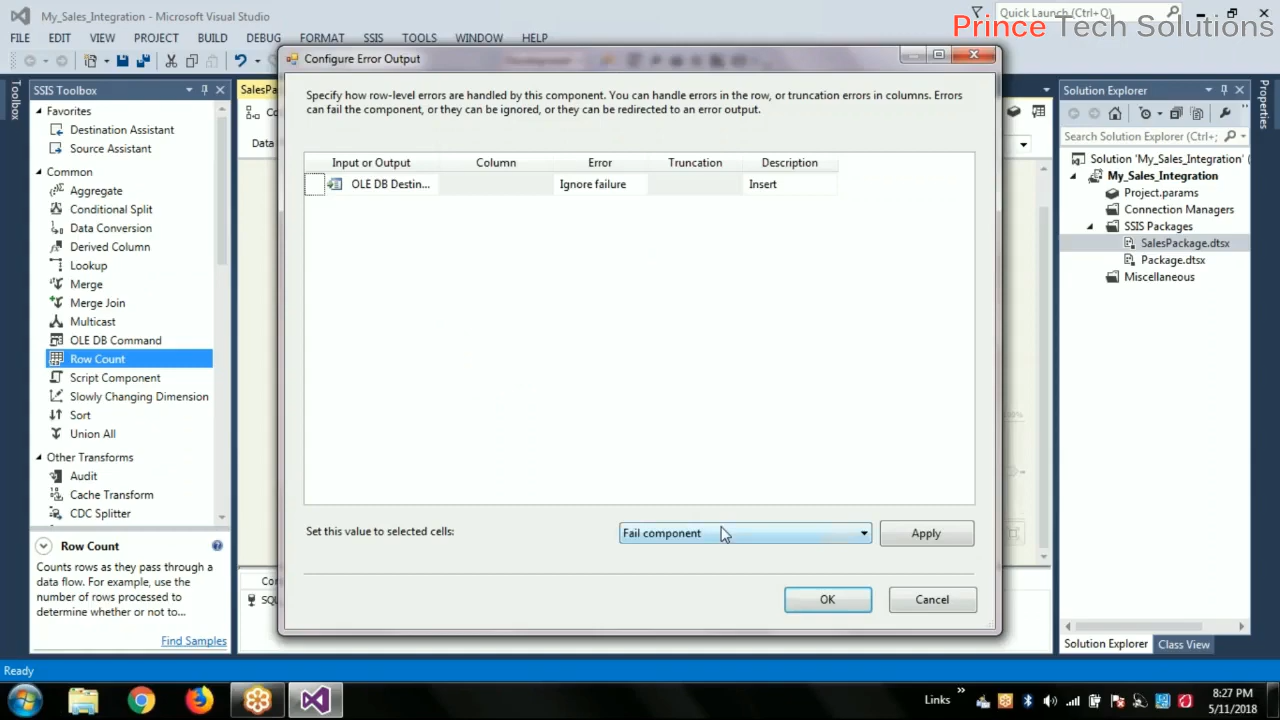 My_Sales_Integration - Microsoft Visual Studio
Quick Launch (Ctrl+Q)
Prince Tech Solutions
FILE EDIT VIEW PROJECT BUILD DEBUG FORMAT SSIS TOOLS WINDOW HELP
Configure Error Output
Toolbox
SSIS Toolbox
Favorites
Destination Assistant
Source Assistant
Common
Aggregate
Conditional Split
Data Conversion
Derived Column
Lookup
Merge
Merge Join
Multicast
OLE DB Command
Row Count
Script Component
Slowly Changing Dimension
Sort
Union All
Other Transforms
Audit
Cache Transform
CDC Splitter
Row Count
Counts rows as they pass through a
data flow. For example, use the
number of rows processed to
determine whether or not to...
Find Samples
SalesPa
Co
Data
Con
SQL
Specify how row-level errors are handled by this component. You can handle errors in the row, or truncation errors in columns. Errors
can fail the component, or they can be ignored, or they can be redirected to an error output.
Input or Output Column Error Truncation Description
OLE DB Destin... Ignore failure Insert
Set this value to selected cells:
Fail component
Apply
OK
Cancel
Solution Explorer
Search Solution Explorer (Ctrl+;
Solution 'My_Sales_Integration' (
My_Sales_Integration
Project.params
Connection Managers
SSIS Packages
SalesPackage.dtsx
Package.dtsx
Miscellaneous
Solution Explorer Class View
Properties
Ready
Links
8:27 PM
5/11/2018